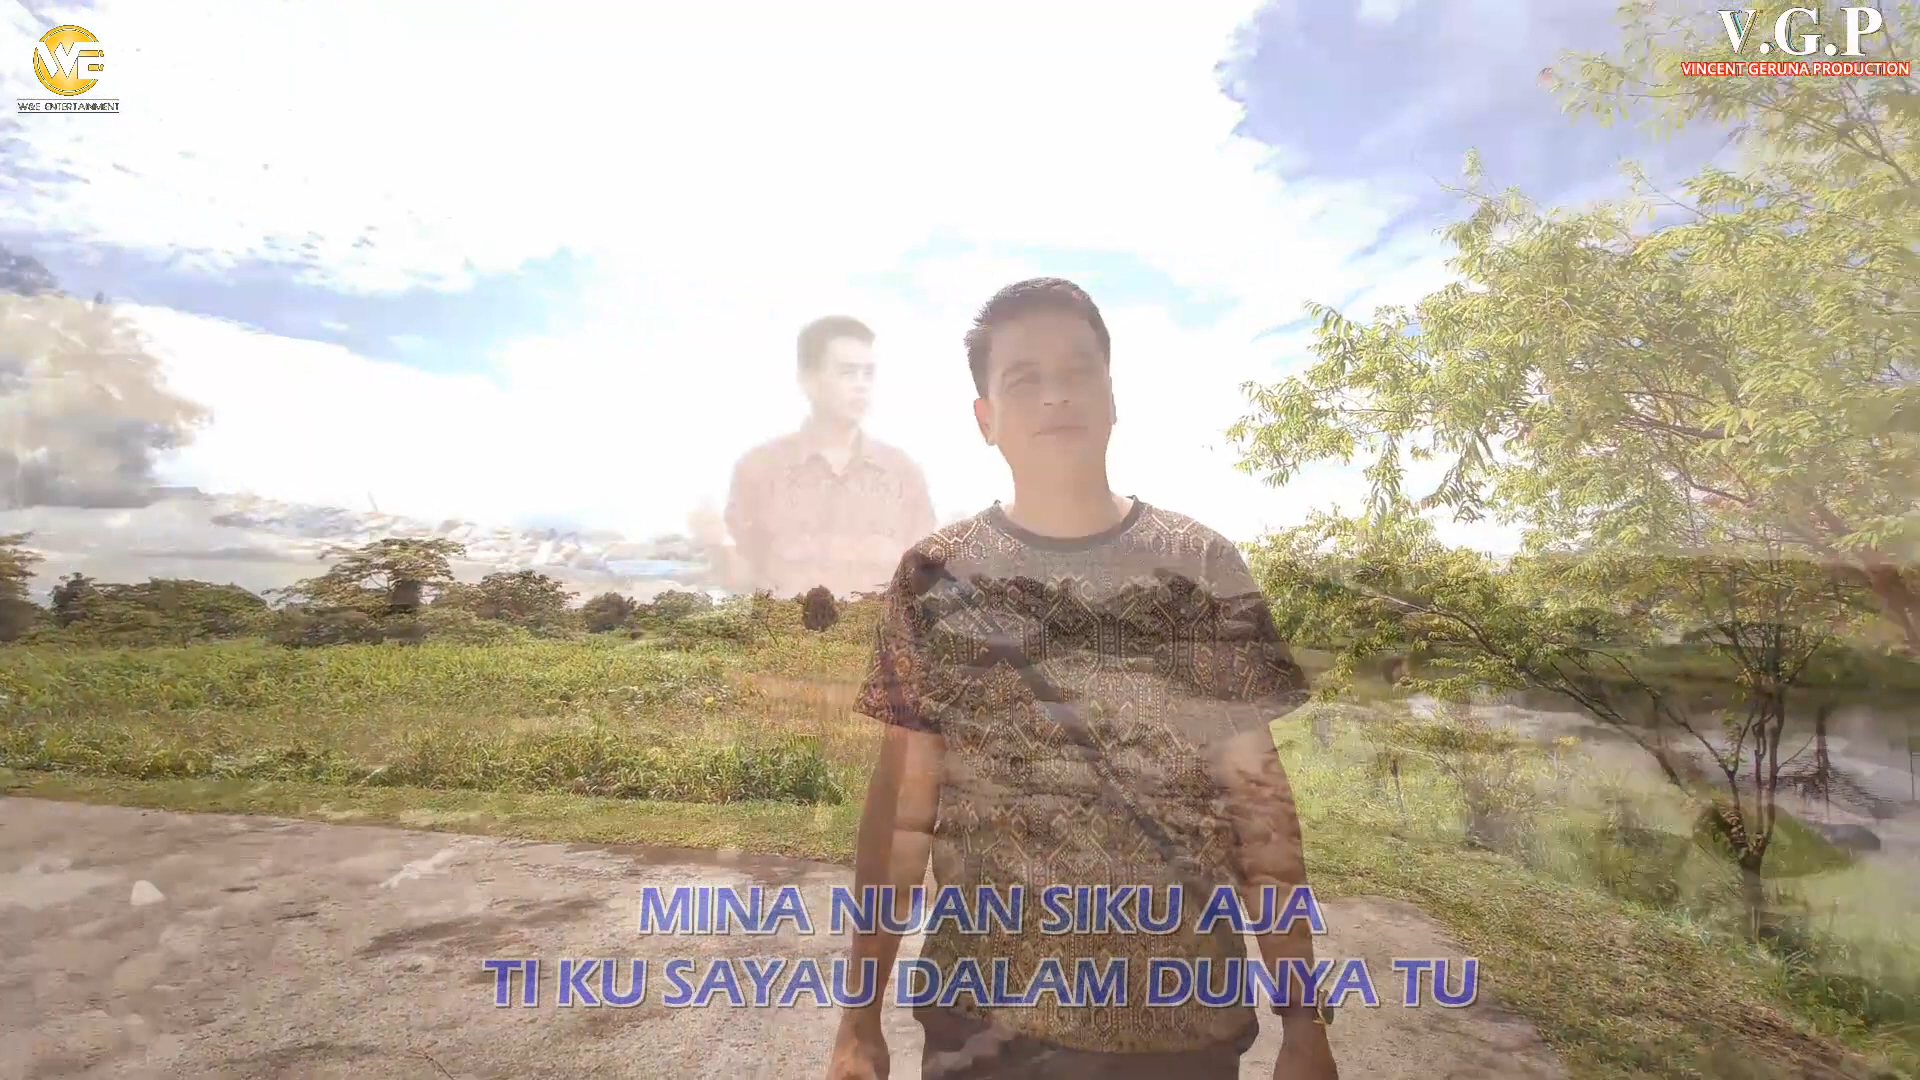 W&E ENTERTAINMENT
V.G.P
VINCENT GERUNA PRODUCTION
MINA NUAN SIKU AJA
TI KU SAYAU DALAM DUNYA TU